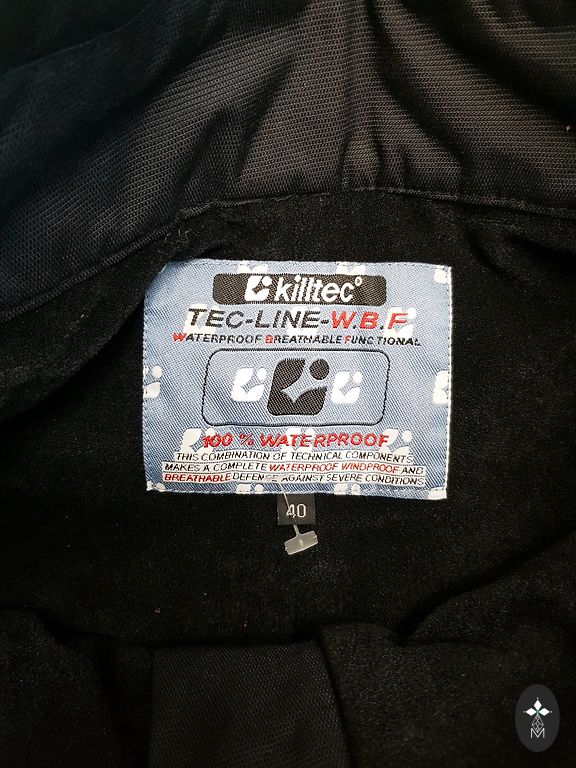 killtec
TEC-LINE-W.B.F
WATERPROOF BREATHABLE FUNCTIONAL
100 % WATERPROOF
THIS COMBINATION OF TECHNICAL COMPONENTS
MAKES A COMPLETE WATERPROOF WINDPROOF AND
BREATHABLE DEFENSE AGAINST SEVERE CONDITIONS
40
M